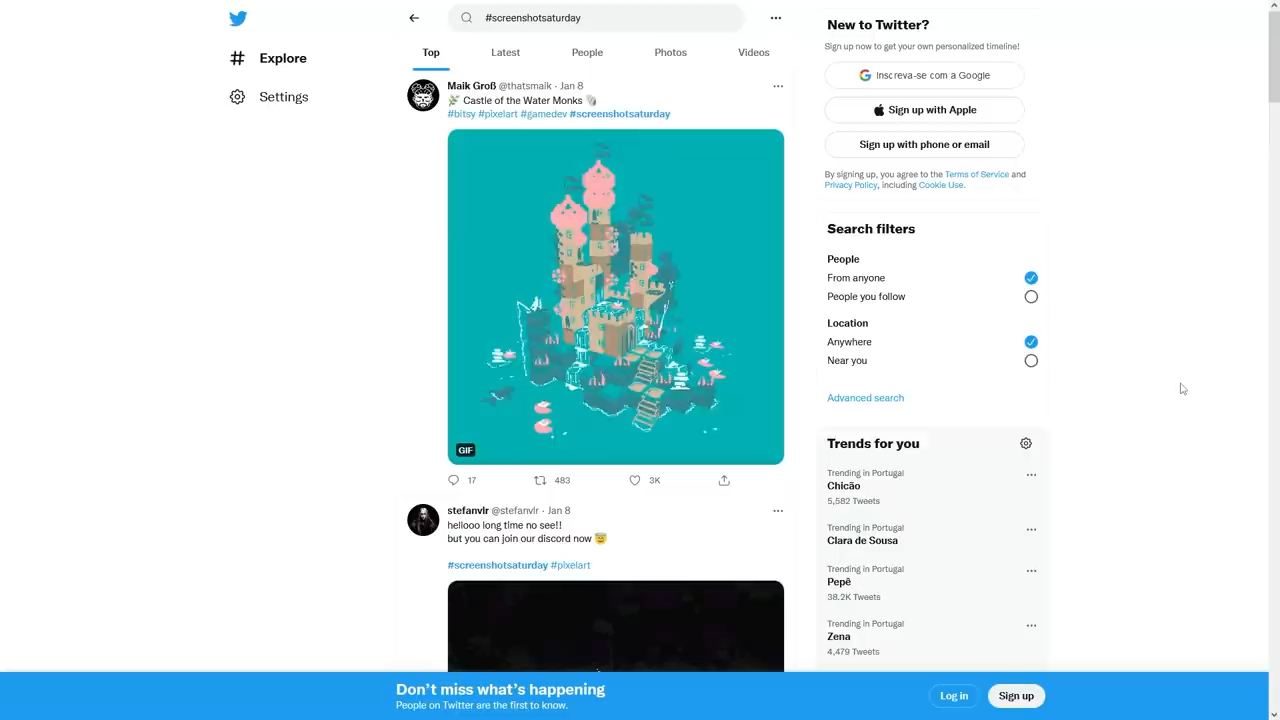 #screenshotsaturday
Explore
Settings
Top
Latest
People
Photos
Videos
Maik Groß @thatsmaik · Jan 8
🌿 Castle of the Water Monks 🐚
#bitsy #pixelart #gamedev #screenshotsaturday
GIF
17
483
3K
stefanvlr @stefanvlr · Jan 8
hellooo long time no see!!
but you can join our discord now 😇
#screenshotsaturday #pixelart
New to Twitter?
Sign up now to get your own personalized timeline!
Inscreva-se com a Google
Sign up with Apple
Sign up with phone or email
By signing up, you agree to the Terms of Service and
Privacy Policy, including Cookie Use.
Search filters
People
From anyone
People you follow
Location
Anywhere
Near you
Advanced search
Trends for you
Trending in Portugal
Chicão
5,582 Tweets
Trending in Portugal
Clara de Sousa
Trending in Portugal
Pepê
38.2K Tweets
Trending in Portugal
Zena
4,479 Tweets
Don't miss what's happening
People on Twitter are the first to know.
Log in
Sign up